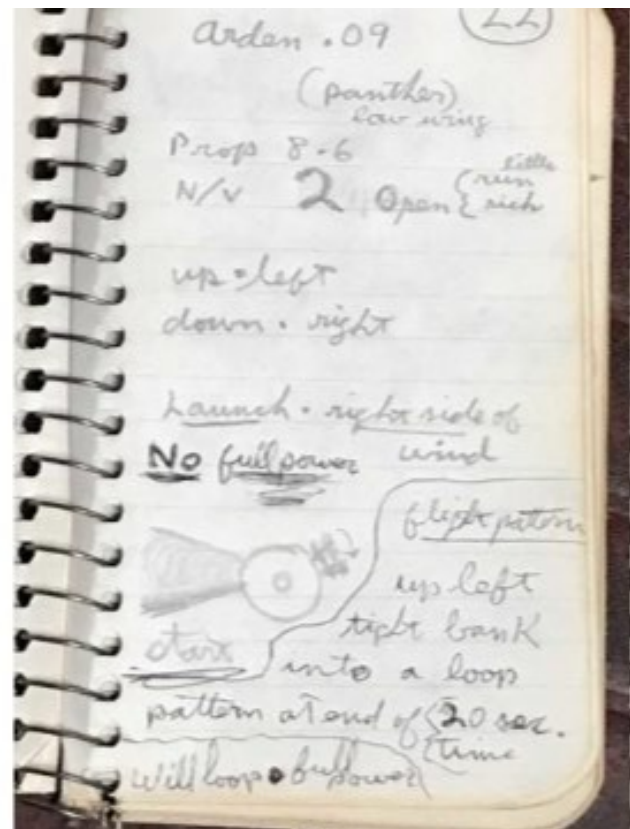 22
Arden .09
(panther)
low wing
Props 8-6
N/V 2 Open { little run rich
up - left
down - right
Launch - right side of
wind
No full power
flight pattern
up left
tight bank
start
into a loop
pattern at end of 20 sec.
time
will loop full power